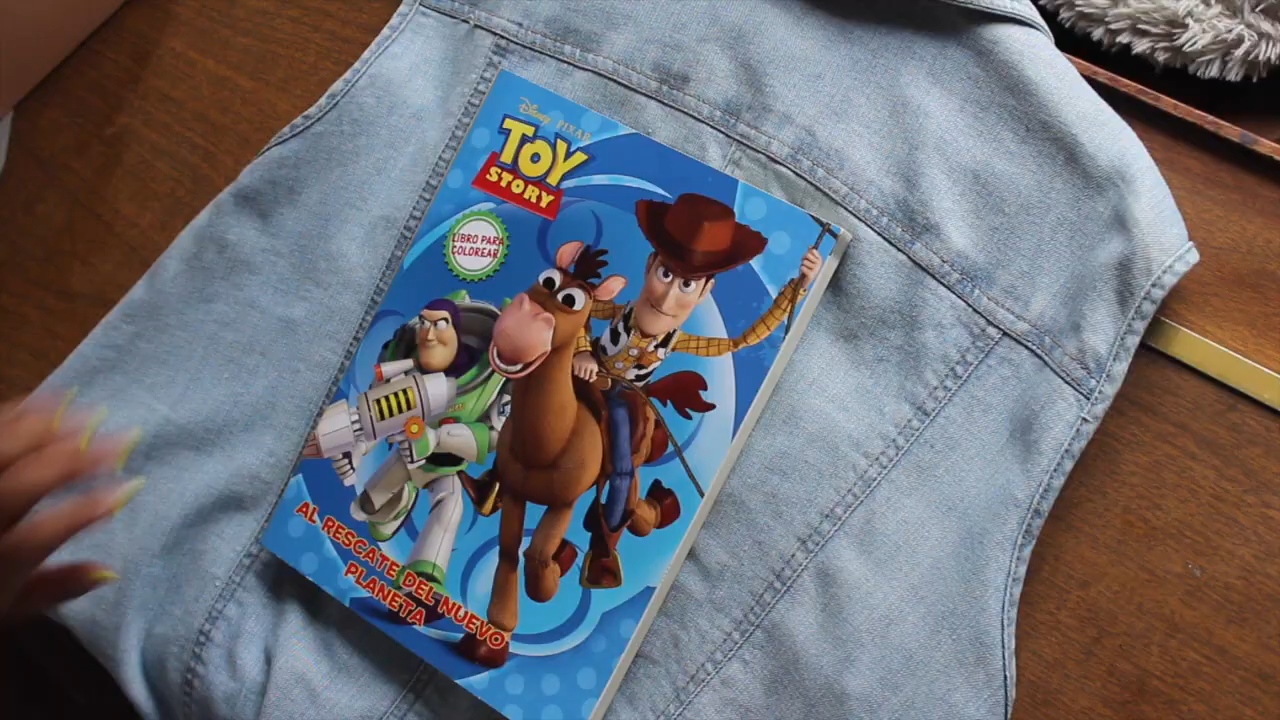 Disney PIXAR
TOY
STORY
LIBRO PARA
COLOREAR
AL RESCATE DEL NUEVO
PLANETA